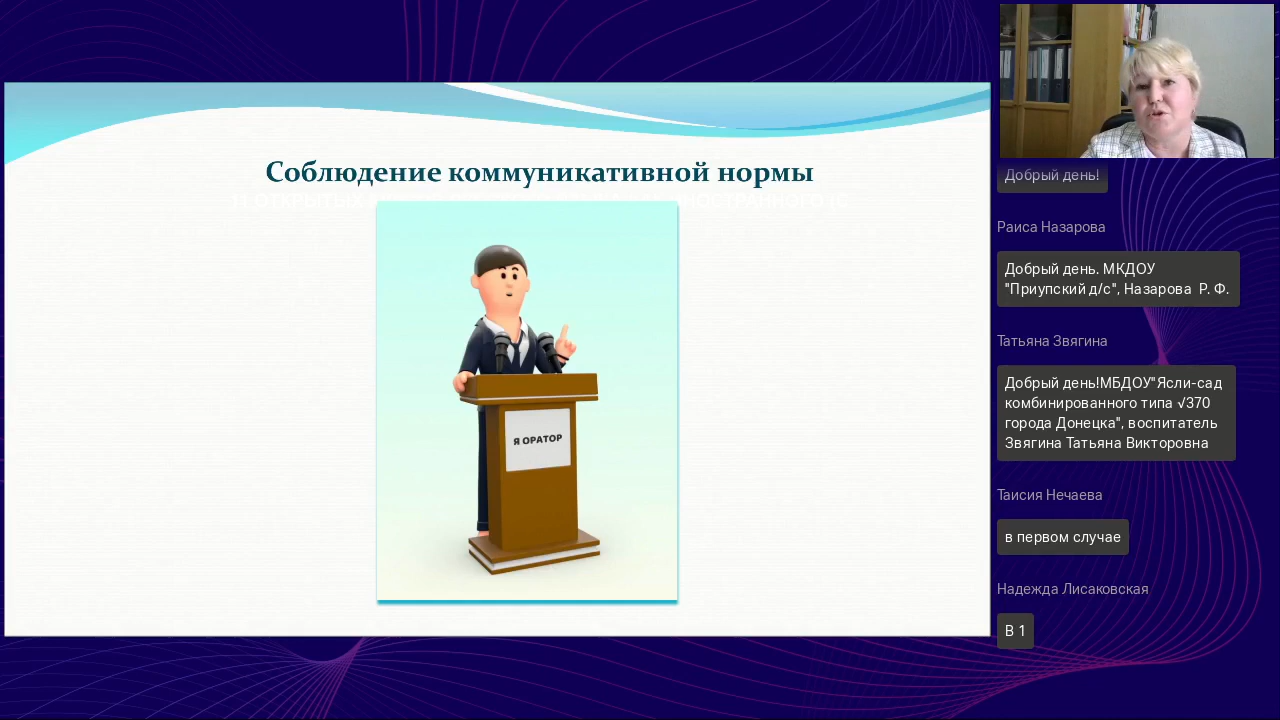 Соблюдение коммуникативной нормы
Я ОРАТОР
Добрый день!
Раиса Назарова
Добрый день. МКДОУ
"Приупский д/с", Назарова Р. Ф.
Татьяна Звягина
Добрый день!МБДОУ"Ясли-сад
комбинированного типа √370
города Донецка", воспитатель
Звягина Татьяна Викторовна
Таисия Нечаева
в первом случае
Надежда Лисаковская
В 1